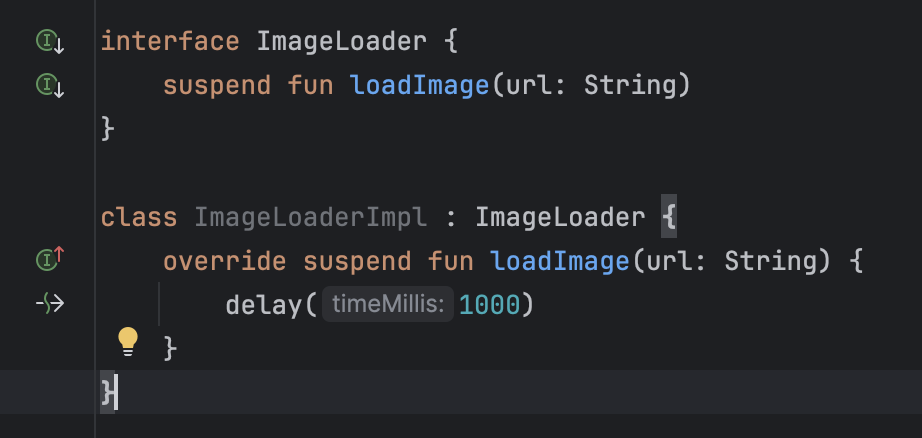 interface ImageLoader {
    suspend fun loadImage(url: String)
}
class ImageLoaderImpl : ImageLoader {
    override suspend fun loadImage(url: String) {
        delay( timeMillis: 1000)
    }
}